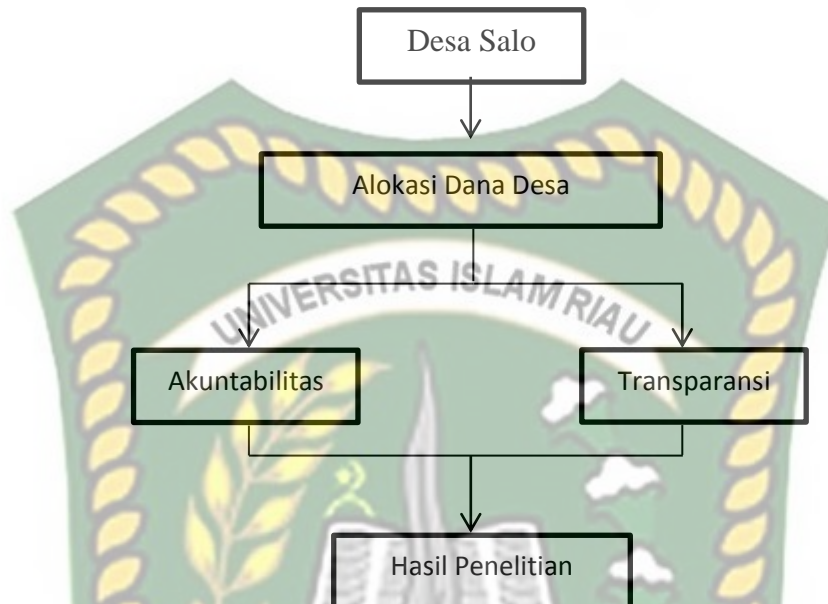 Desa Salo
Alokasi Dana Desa
UNIVERSITAS ISLAM RIAU
Akuntabilitas
Transparansi
Hasil Penelitian